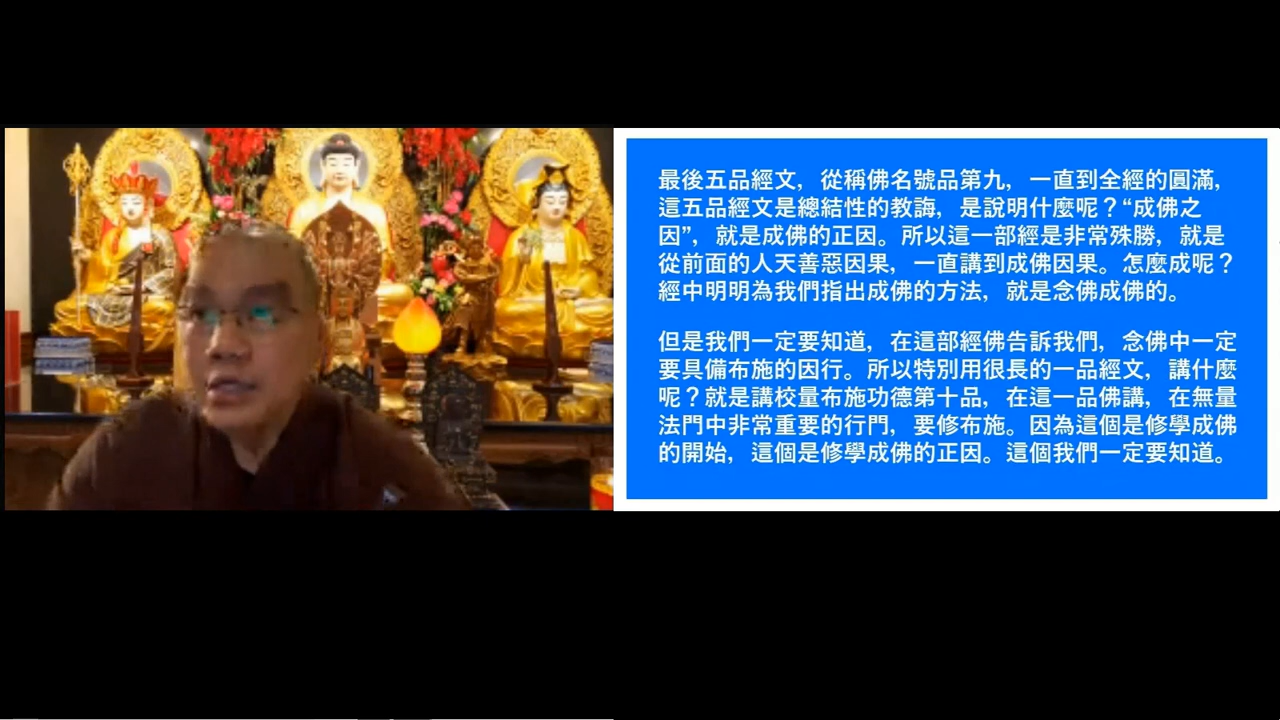 最後五品經文，從稱佛名號品第九，一直到全經的圓滿，
這五品經文是總結性的教誨，是說明什麼呢？“成佛之
因”，就是成佛的正因。所以這一部經是非常殊勝，就是
從前面的人天善惡因果，一直講到成佛因果。怎麼成呢？
經中明明為我們指出成佛的方法，就是念佛成佛的。
但是我們一定要知道，在這部經佛告訴我們，念佛中一定
要具備布施的因行。所以特別用很長的一品經文，講什麼
呢？就是講校量布施功德第十品，在這一品佛講，在無量
法門中非常重要的行門，要修布施。因為這個是修學成佛
的開始，這個是修學成佛的正因。這個我們一定要知道。